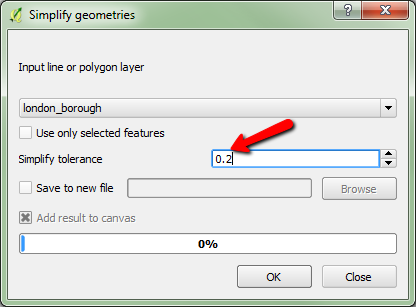 Simplify geometries
Input line or polygon layer
london_borough
Use only selected features
Simplify tolerance 0.2
Save to new file Browse
Add result to canvas
0%
OK Close